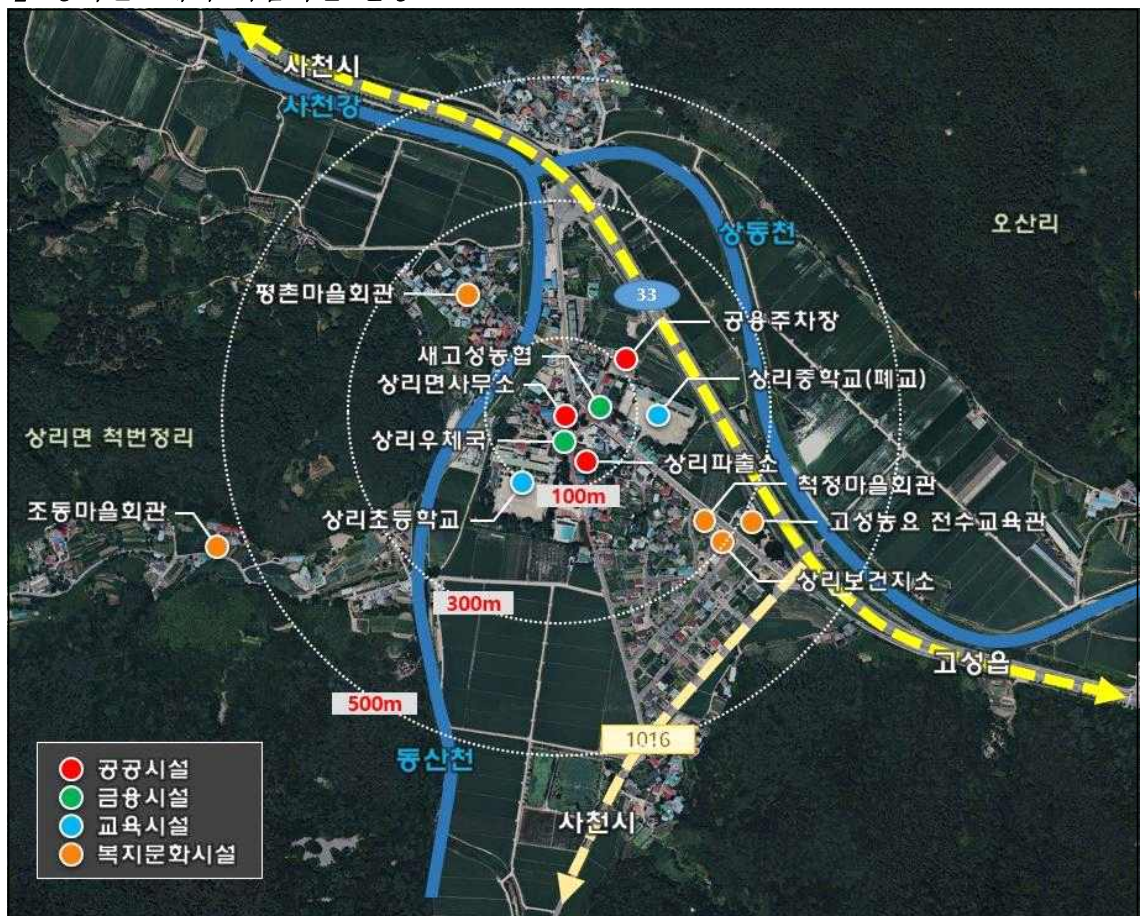 사천시
사천강
오산리
상동천
평촌마을회관
33
공용주차장
새고성농협
상리면사무소
상리중학교(폐교)
상리면 척번정리
상리우체국
상리파출소
척정마을회관
100m
조동마을회관
상리초등학교
고성농요 전수교육관
상리보건지소
300m
고성읍
500m
1016
동산천
사천시
공공시설
금융시설
교육시설
복지문화시설